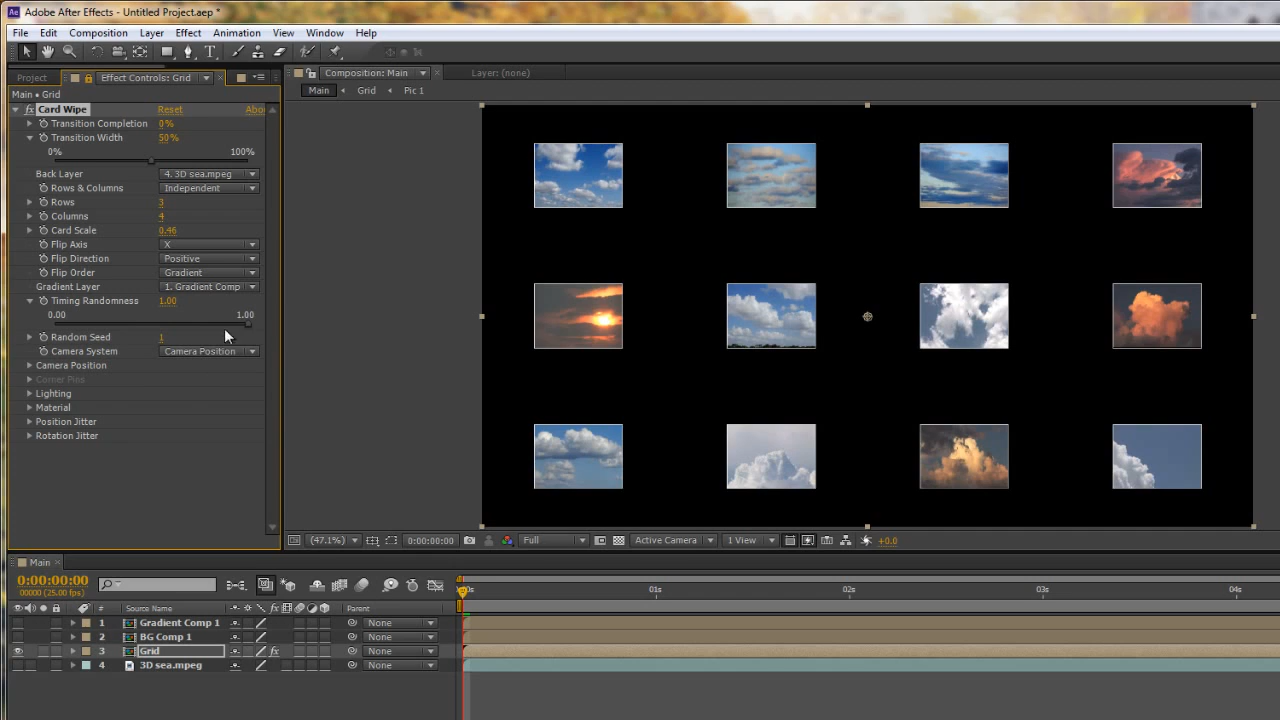 Ae Adobe After Effects - Untitled Project.aep *
File Edit Composition Layer Effect Animation View Window Help
Project Effect Controls: Grid
Composition: Main Layer: (none)
Main • Grid
Main Grid Pic 1
fx Card Wipe Reset Abo
Transition Completion 0%
Transition Width 50%
0% 100%
Back Layer 4. 3D sea.mpeg
Rows & Columns Independent
Rows 3
Columns 4
Card Scale 0.46
Flip Axis X
Flip Direction Positive
Flip Order Gradient
Gradient Layer 1. Gradient Comp
Timing Randomness 1.00
0.00 1.00
Random Seed 1
Camera System Camera Position
Camera Position
Corner Pins
Lighting
Material
Position Jitter
Rotation Jitter
(47.1%) 0:00:00:00 Full Active Camera 1 View +0.0
Main
0:00:00:00
00000 (25.00 fps)
01s 02s 03s 04s
# Source Name fx Parent
1 Gradient Comp 1 None
2 BG Comp 1 None
3 Grid fx None
4 3D sea.mpeg None